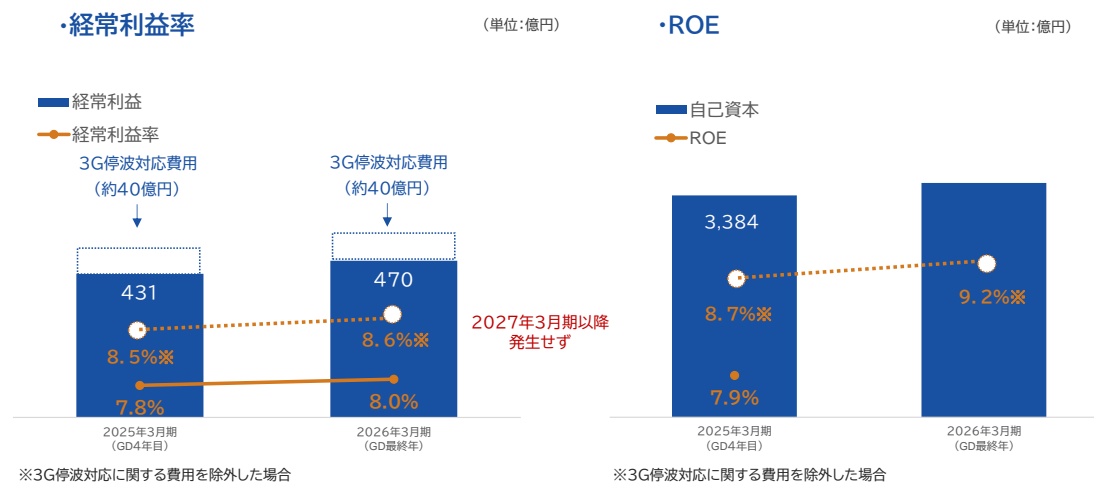 ・経常利益率
（単位：億円）
経常利益
経常利益率
3G停波対応費用
（約40億円）
3G停波対応費用
（約40億円）
431
470
8.5%※
8.6%※
7.8%
8.0%
2027年3月期以降
発生せず
2025年3月期
（GD4年目）
2026年3月期
（GD最終年）
※3G停波対応に関する費用を除外した場合
・ROE
（単位：億円）
自己資本
ROE
3,384
8.7%※
9.2%※
7.9%
2025年3月期
（GD4年目）
2026年3月期
（GD最終年）
※3G停波対応に関する費用を除外した場合